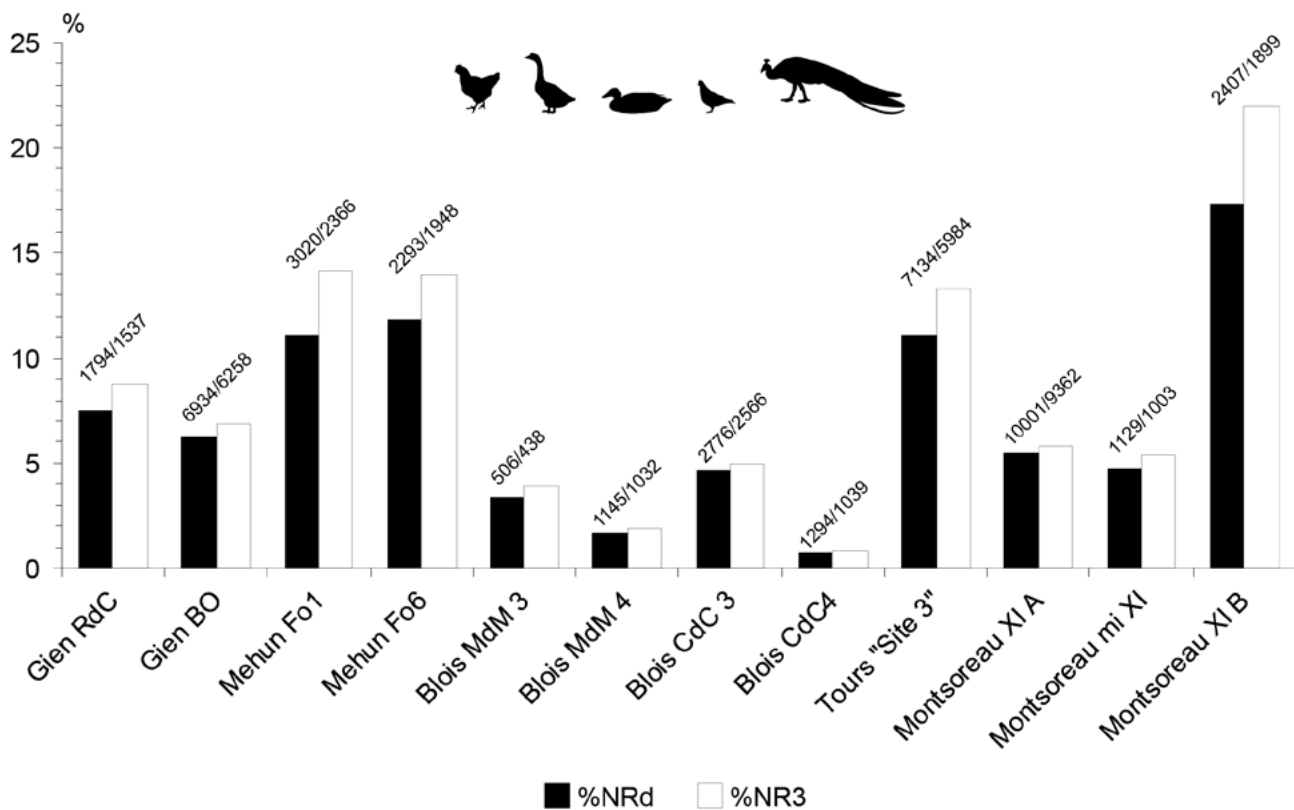 %
25
20
15
10
5
0
1794/1537
6934/6258
3020/2366
2293/1948
506/438
1145/1032
2776/2566
1294/1039
7134/5984
10001/9362
1129/1003
2407/1899
Gien RdC
Gien BO
Mehun Fo1
Mehun Fo6
Blois MdM 3
Blois MdM 4
Blois CdC 3
Blois CdC4
Tours "Site 3"
Montsoreau XI A
Montsoreau mi XI
Montsoreau XI B
%NRd %NR3